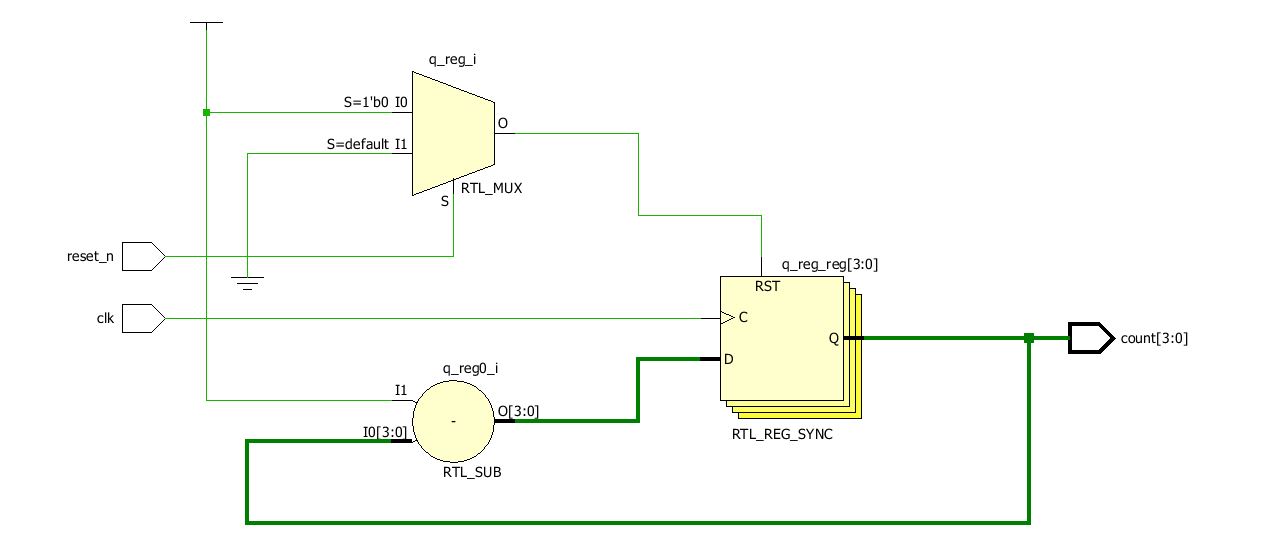 q_reg_i
S=1'b0 I0
O
S=default I1
RTL_MUX
S
reset_n
q_reg_reg[3:0]
RST
clk
C
Q
count[3:0]
D
q_reg0_i
I1
O[3:0]
-
I0[3:0]
RTL_REG_SYNC
RTL_SUB